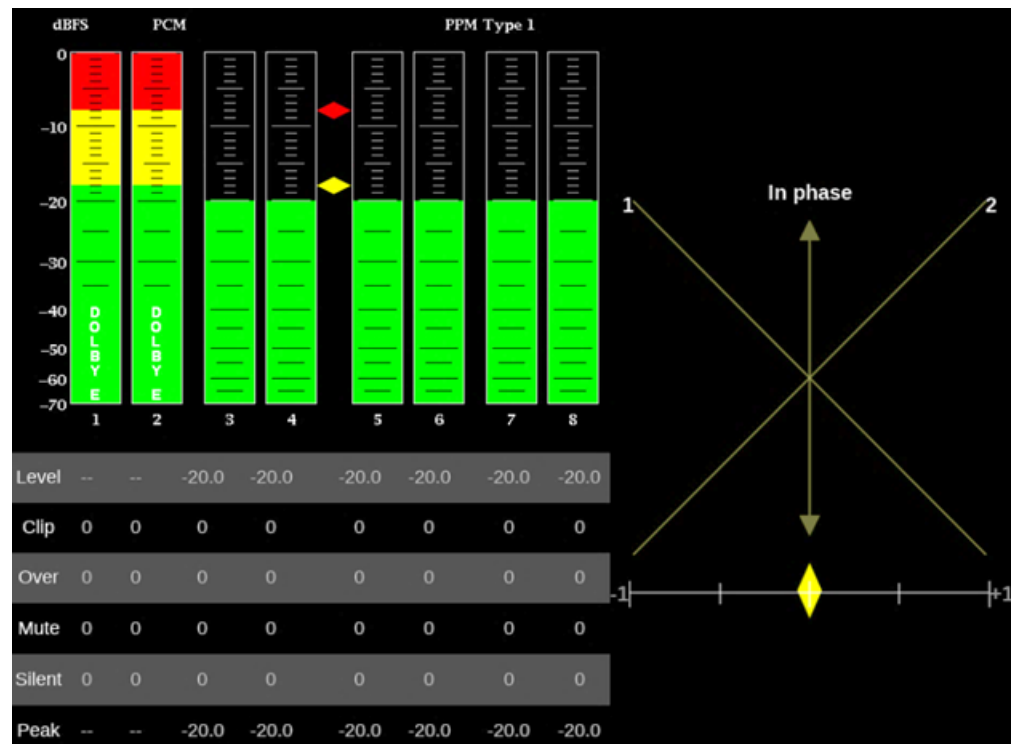 dBFS PCM PPM Type 1
0
-10
-20
-30
-40
-50
-60
-70
DOLBY E
DOLBY E
1 2 3 4 5 6 7 8
In phase
1 2
-1 +1
Level -- -- -20.0 -20.0 -20.0 -20.0 -20.0 -20.0
Clip 0 0 0 0 0 0 0 0
Over 0 0 0 0 0 0 0 0
Mute 0 0 0 0 0 0 0 0
Silent 0 0 0 0 0 0 0 0
Peak -- -- -20.0 -20.0 -20.0 -20.0 -20.0 -20.0